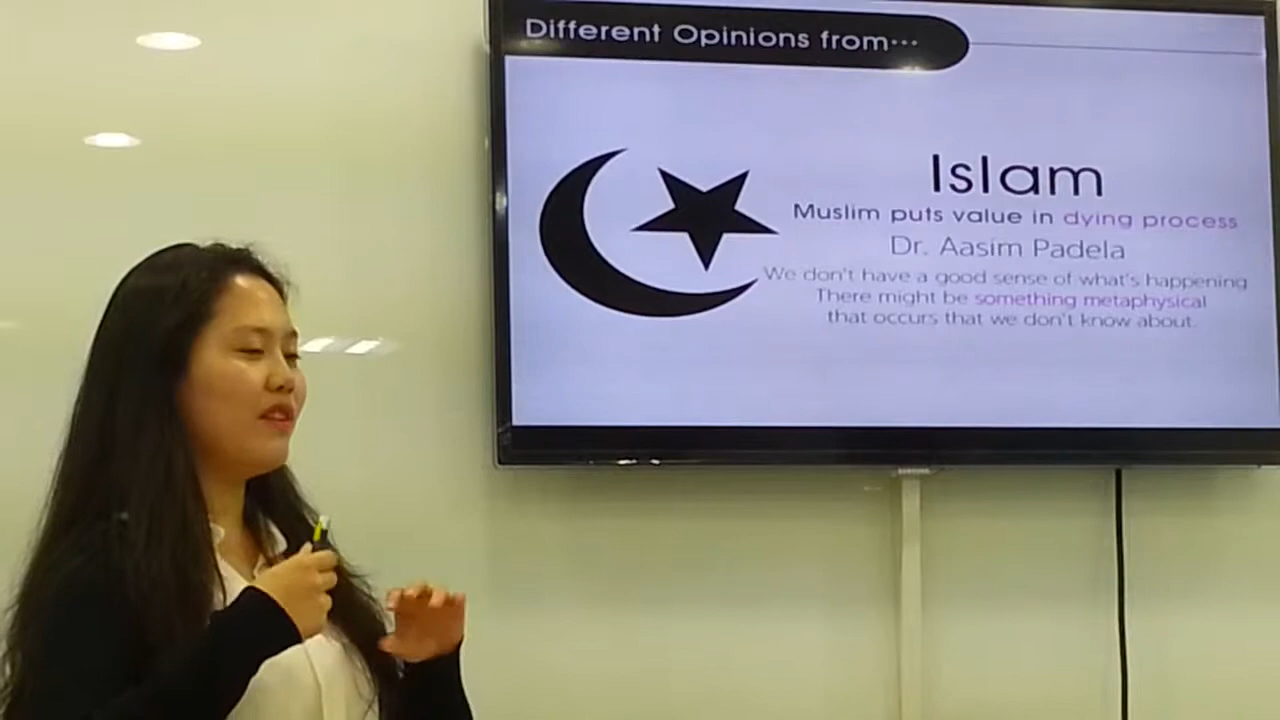 Different Opinions from...
Islam
Muslim puts value in dying process
Dr. Aasim Padela
We don't have a good sense of what's happening
There might be something metaphysical
that occurs that we don't know about.
SAMSUNG